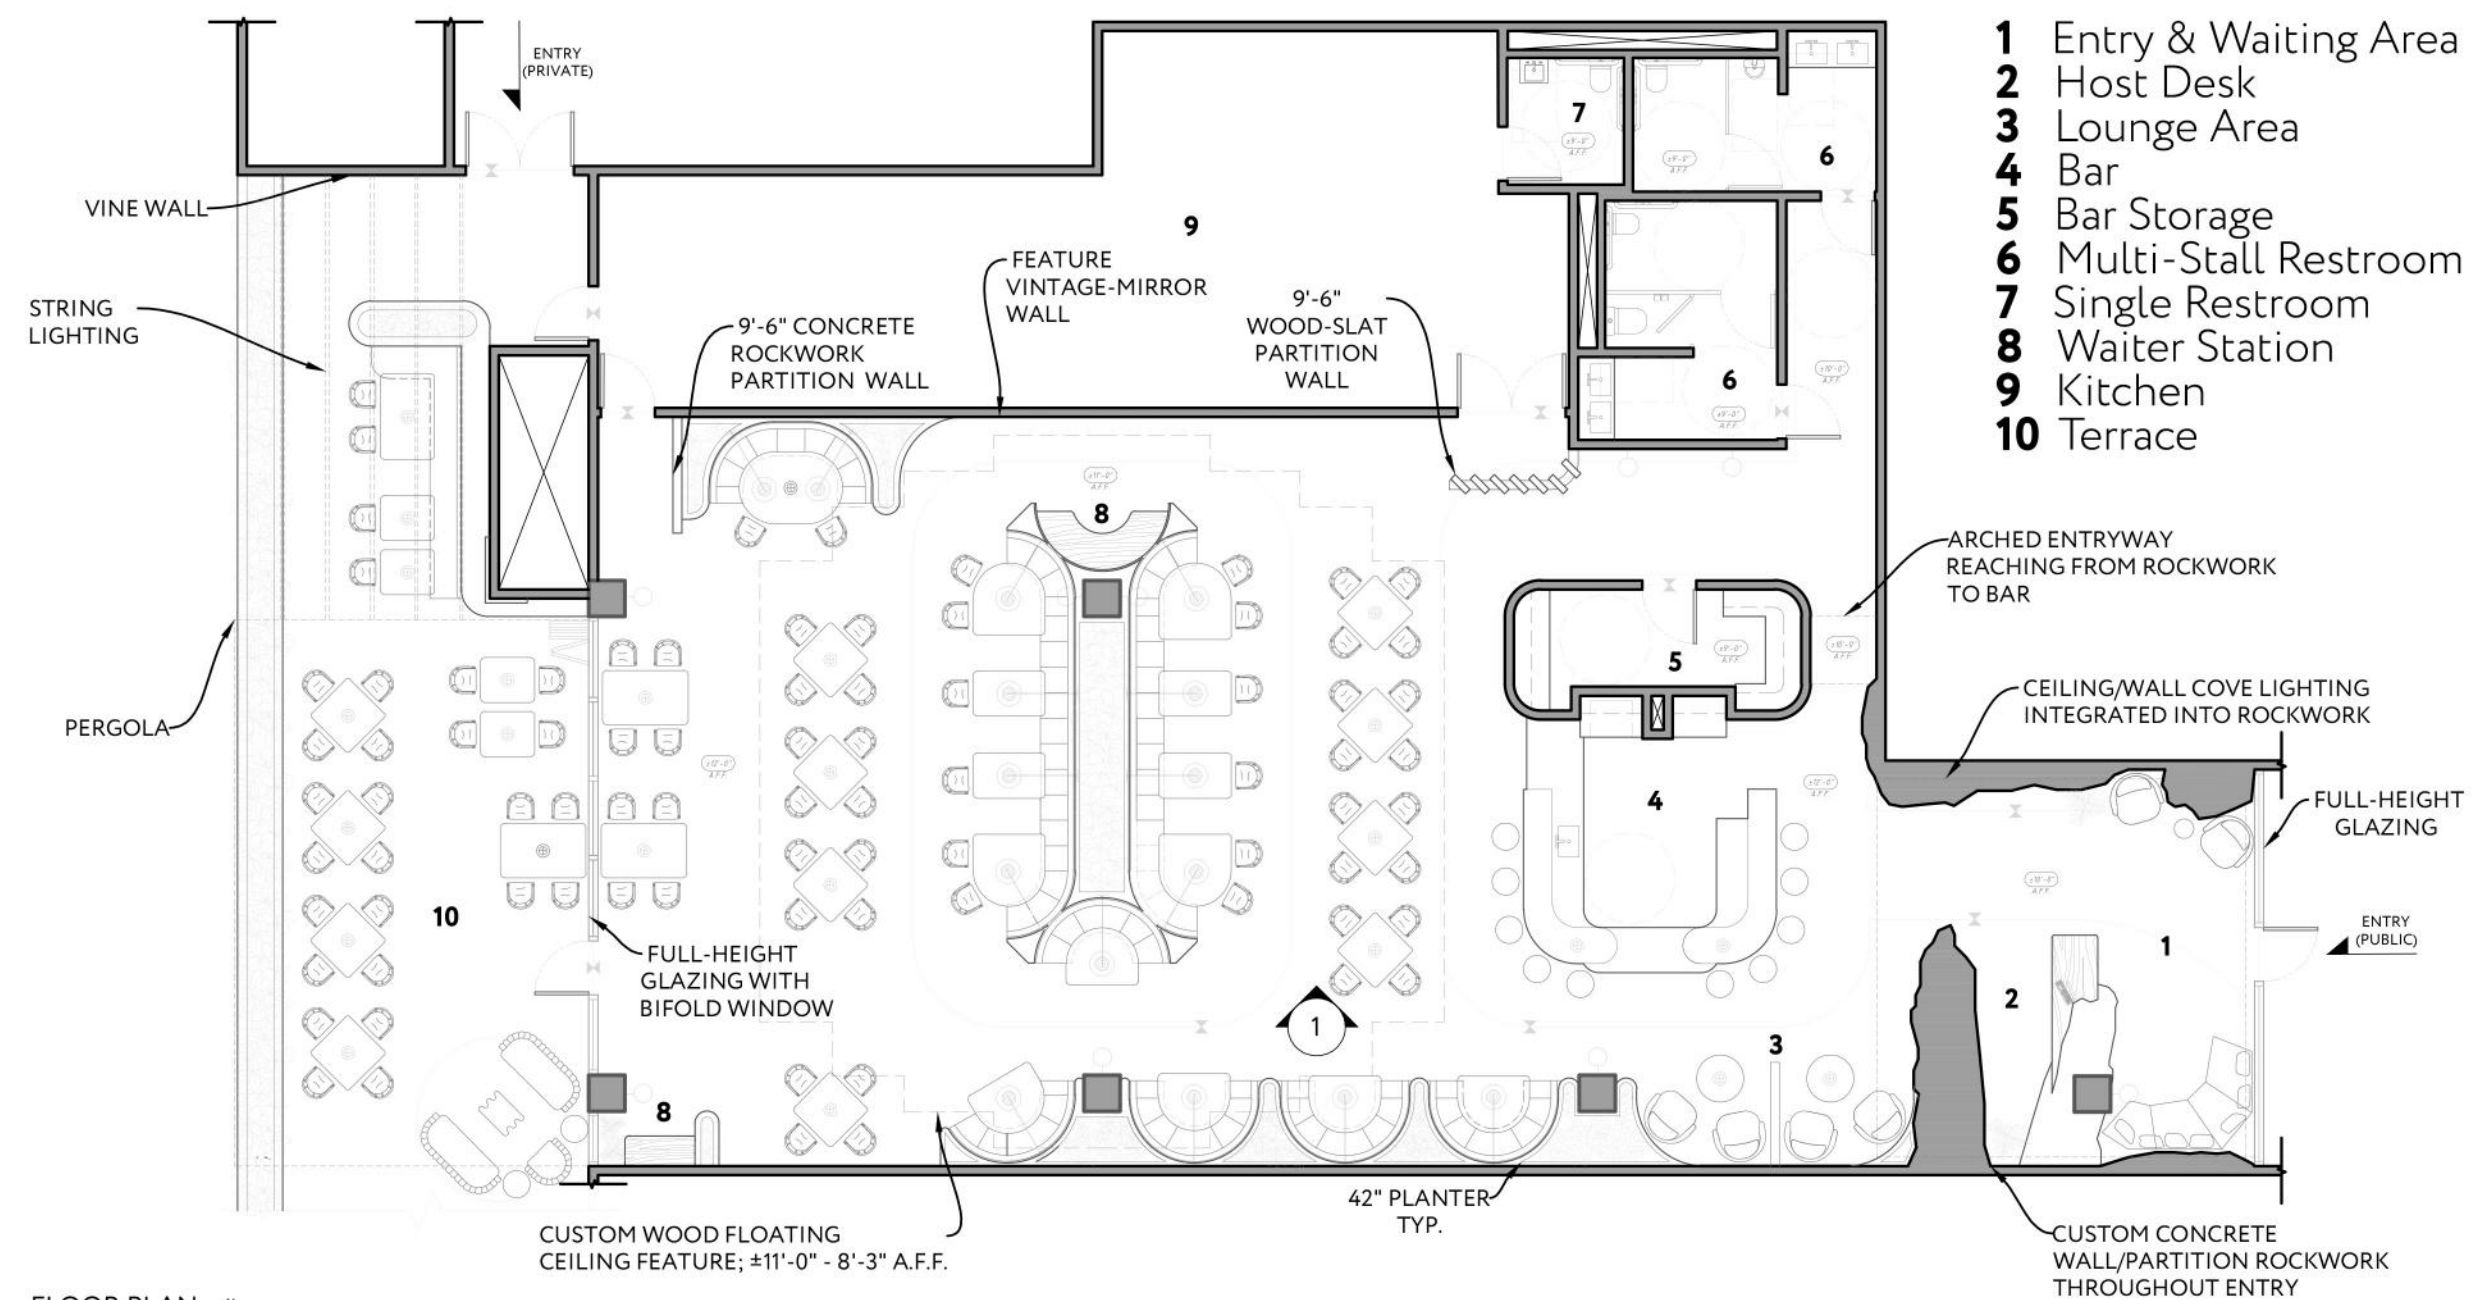 ENTRY
(PRIVATE)
1 Entry & Waiting Area
2 Host Desk
3 Lounge Area
4 Bar
5 Bar Storage
6 Multi-Stall Restroom
7 Single Restroom
8 Waiter Station
9 Kitchen
10 Terrace
7
6
VINE WALL
9
FEATURE
VINTAGE-MIRROR
WALL
STRING
LIGHTING
9'-6" CONCRETE
ROCKWORK
PARTITION WALL
9'-6"
WOOD-SLAT
PARTITION
WALL
6
8
ARCHED ENTRYWAY
REACHING FROM ROCKWORK
TO BAR
5
PERGOLA
CEILING/WALL COVE LIGHTING
INTEGRATED INTO ROCKWORK
4
FULL-HEIGHT
GLAZING
10
ENTRY
(PUBLIC)
1
FULL-HEIGHT
GLAZING WITH
BIFOLD WINDOW
2
1
3
8
42" PLANTER
TYP.
CUSTOM WOOD FLOATING
CEILING FEATURE; ±11'-0" - 8'-3" A.F.F.
CUSTOM CONCRETE
WALL/PARTITION ROCKWORK
THROUGHOUT ENTRY
FLOOR PLAN